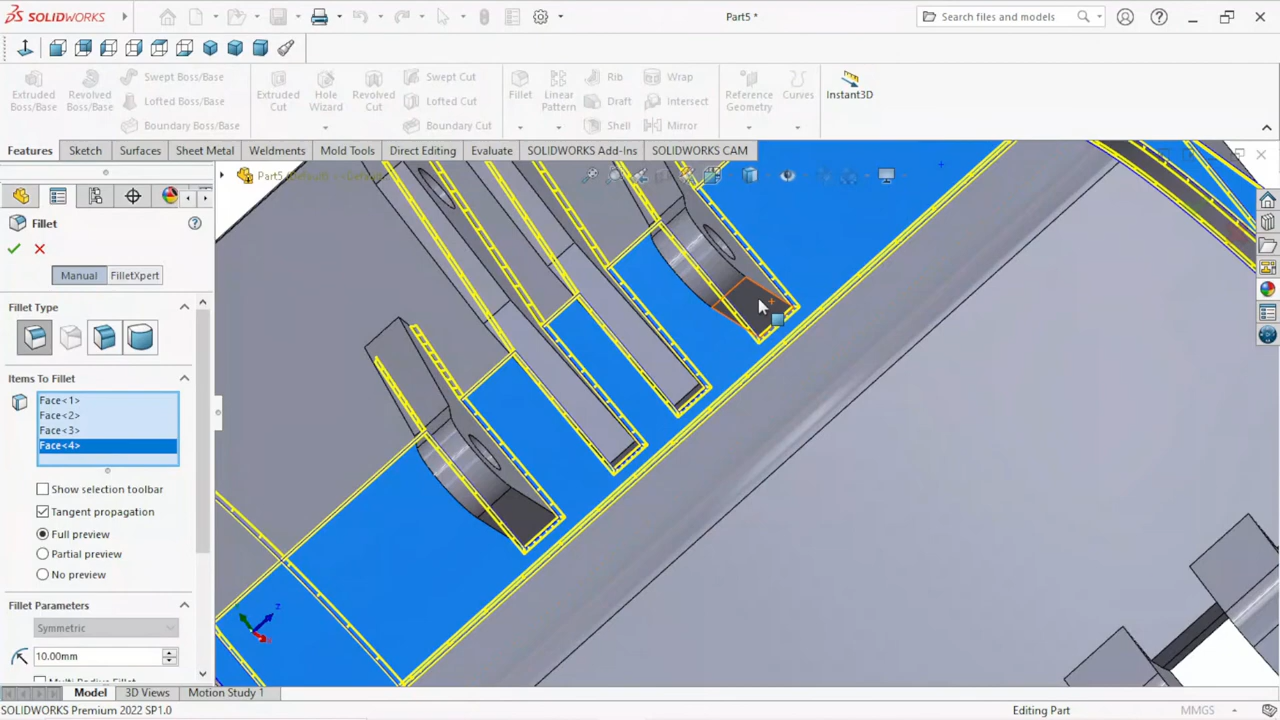 SOLIDWORKS
Part5 *
Search files and models
Extruded Boss/Base
Revolved Boss/Base
Swept Boss/Base
Lofted Boss/Base
Boundary Boss/Base
Extruded Cut
Hole Wizard
Revolved Cut
Swept Cut
Lofted Cut
Boundary Cut
Fillet
Linear Pattern
Rib
Draft
Shell
Wrap
Intersect
Mirror
Reference Geometry
Curves
Instant3D
Features
Sketch
Surfaces
Sheet Metal
Weldments
Mold Tools
Direct Editing
Evaluate
SOLIDWORKS Add-Ins
SOLIDWORKS CAM
Fillet
Manual
FilletXpert
Fillet Type
Items To Fillet
Face<1>
Face<2>
Face<3>
Face<4>
Show selection toolbar
Tangent propagation
Full preview
Partial preview
No preview
Fillet Parameters
Symmetric
10.00mm
Multi Radius Fillet
z
Model
3D Views
Motion Study 1
SOLIDWORKS Premium 2022 SP1.0
Editing Part
MMGS